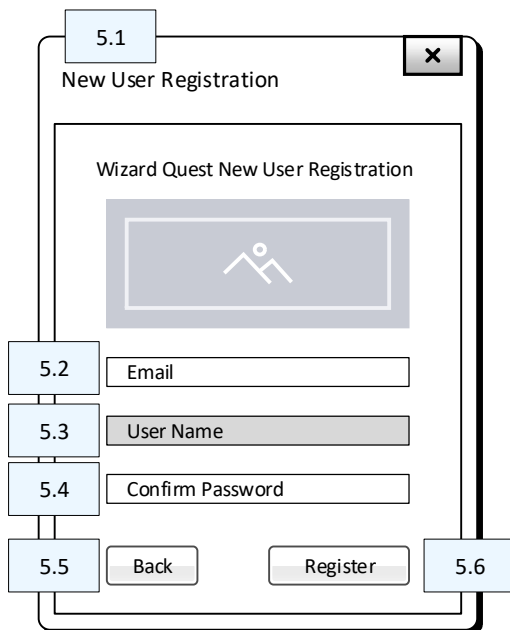 5.1
New User Registration
Wizard Quest New User Registration
5.2 Email
5.3 User Name
5.4 Confirm Password
5.5 Back Register 5.6